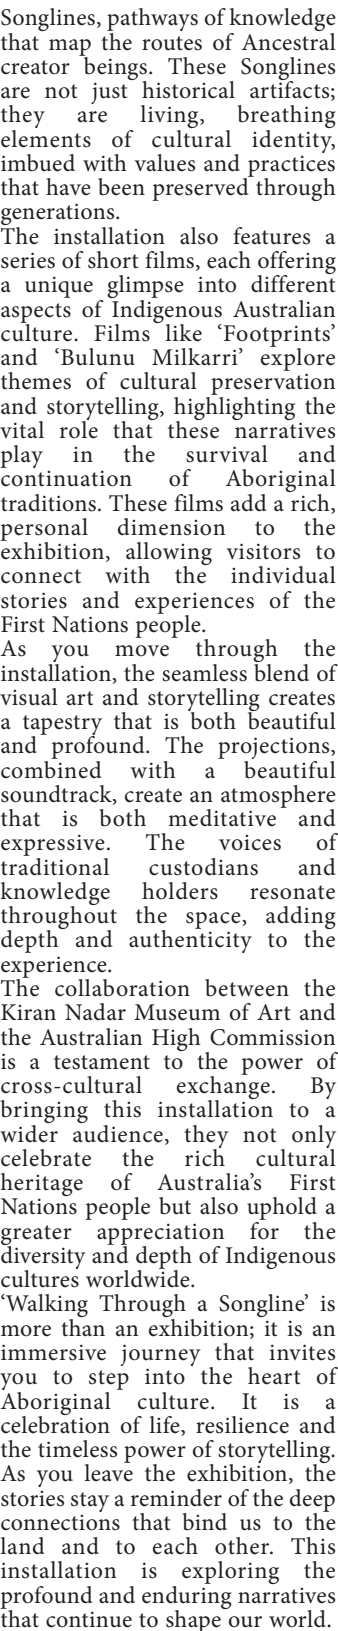 Songlines, pathways of knowledge
that map the routes of Ancestral
creator beings. These Songlines
are not just historical artifacts;
they are living, breathing
elements of cultural identity,
imbued with values and practices
that have been preserved through
generations.
The installation also features a
series of short films, each offering
a unique glimpse into different
aspects of Indigenous Australian
culture. Films like ‘Footprints’
and ‘Bulunu Milkarri’ explore
themes of cultural preservation
and storytelling, highlighting the
vital role that these narratives
play in the survival and
continuation of Aboriginal
traditions. These films add a rich,
personal dimension to the
exhibition, allowing visitors to
connect with the individual
stories and experiences of the
First Nations people.
As you move through the
installation, the seamless blend of
visual art and storytelling creates
a tapestry that is both beautiful
and profound. The projections,
combined with a beautiful
soundtrack, create an atmosphere
that is both meditative and
expressive. The voices of
traditional custodians and
knowledge holders resonate
throughout the space, adding
depth and authenticity to the
experience.
The collaboration between the
Kiran Nadar Museum of Art and
the Australian High Commission
is a testament to the power of
cross-cultural exchange. By
bringing this installation to a
wider audience, they not only
celebrate the rich cultural
heritage of Australia’s First
Nations people but also uphold a
greater appreciation for the
diversity and depth of Indigenous
cultures worldwide.
‘Walking Through a Songline’ is
more than an exhibition; it is an
immersive journey that invites
you to step into the heart of
Aboriginal culture. It is a
celebration of life, resilience and
the timeless power of storytelling.
As you leave the exhibition, the
stories stay a reminder of the deep
connections that bind us to the
land and to each other. This
installation is exploring the
profound and enduring narratives
that continue to shape our world.